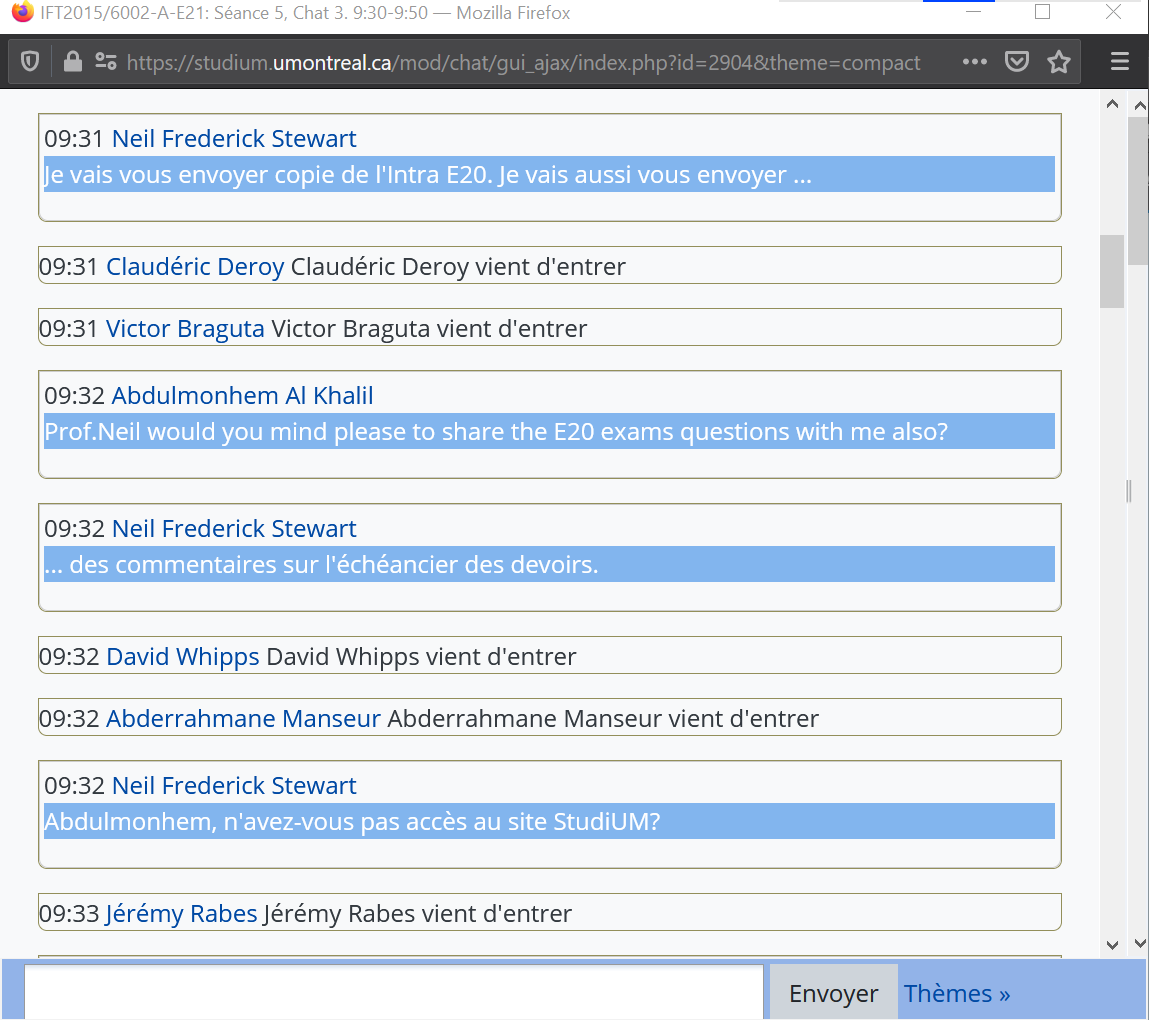 IFT2015/6002-A-E21: Séance 5, Chat 3. 9:30-9:50 — Mozilla Firefox
https://studium.umontreal.ca/mod/chat/gui_ajax/index.php?id=2904&theme=compact
09:31 Neil Frederick Stewart
Je vais vous envoyer copie de l'Intra E20. Je vais aussi vous envoyer ...
09:31 Claudéric Deroy Claudéric Deroy vient d'entrer
09:31 Victor Braguta Victor Braguta vient d'entrer
09:32 Abdulmonhem Al Khalil
Prof.Neil would you mind please to share the E20 exams questions with me also?
09:32 Neil Frederick Stewart
... des commentaires sur l'échéancier des devoirs.
09:32 David Whipps David Whipps vient d'entrer
09:32 Abderrahmane Manseur Abderrahmane Manseur vient d'entrer
09:32 Neil Frederick Stewart
Abdulmonhem, n'avez-vous pas accès au site StudiUM?
09:33 Jérémy Rabes Jérémy Rabes vient d'entrer
Envoyer Thèmes »